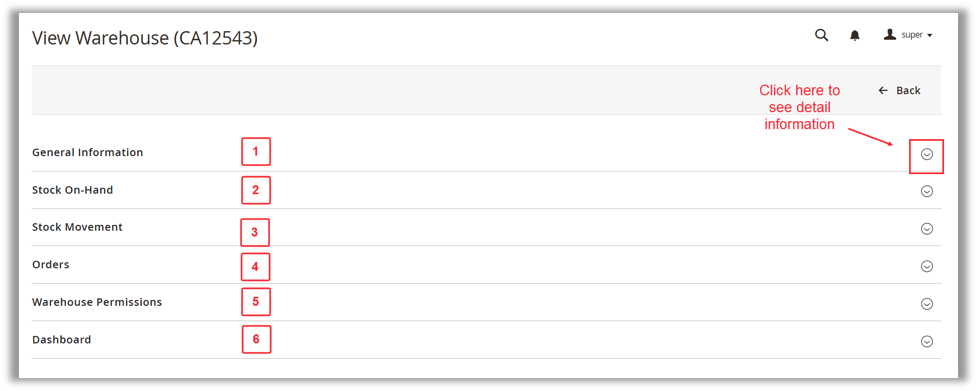 View Warehouse (CA12543)
super
Click here to
see detail
information
Back
General Information
1
Stock On-Hand
2
Stock Movement
3
Orders
4
Warehouse Permissions
5
Dashboard
6